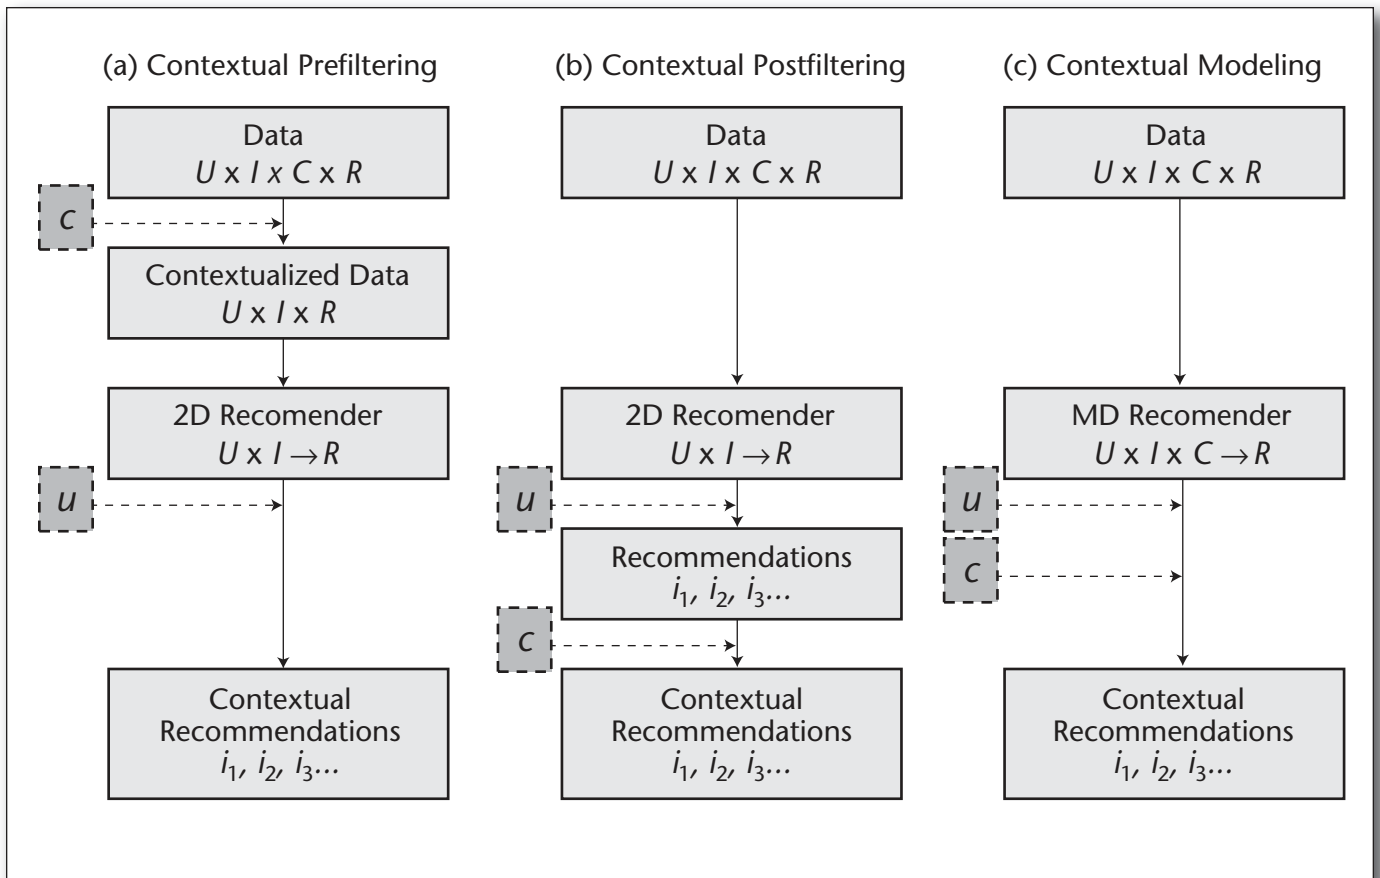 (a) Contextual Prefiltering
Data
U x I x C x R
c
Contextualized Data
U x I x R
2D Recomender
U x I → R
u
Contextual
Recommendations
i1, i2, i3...
(b) Contextual Postfiltering
Data
U x I x C x R
2D Recomender
U x I → R
u
Recommendations
i1, i2, i3...
c
Contextual
Recommendations
i1, i2, i3...
(c) Contextual Modeling
Data
U x I x C x R
MD Recomender
U x I x C → R
u
c
Contextual
Recommendations
i1, i2, i3...